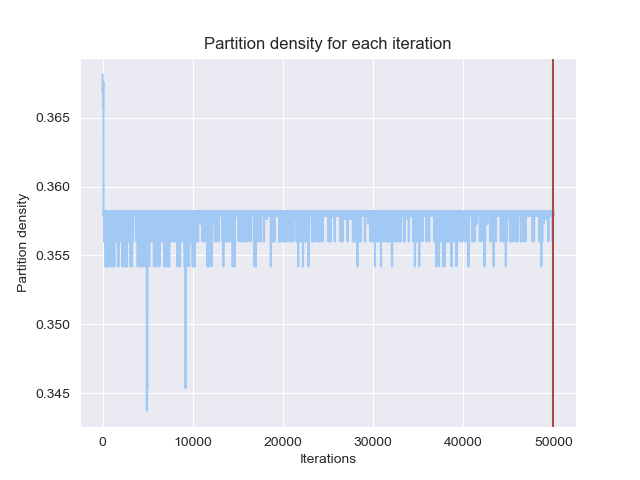 Partition density for each iteration
Partition density
0.365
0.360
0.355
0.350
0.345
0 10000 20000 30000 40000 50000
Iterations